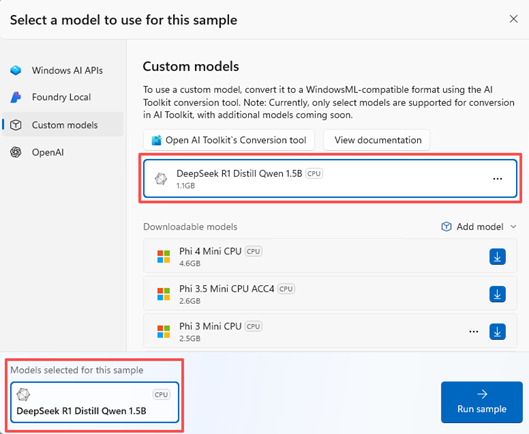 Select a model to use for this sample
Windows AI APIs
Foundry Local
Custom models
OpenAI
Custom models
To use a custom model, convert it to a WindowsML-compatible format using the AI
Toolkit conversion tool. Note: Currently, only select models are supported for conversion
in AI Toolkit, with additional models coming soon.
Open AI Toolkit's Conversion tool
View documentation
DeepSeek R1 Distill Qwen 1.5B CPU
1.1GB
Downloadable models
Add model
Phi 4 Mini CPU CPU
4.6GB
Phi 3.5 Mini CPU ACC4 CPU
2.6GB
Phi 3 Mini CPU CPU
2.5GB
Models selected for this sample
CPU
DeepSeek R1 Distill Qwen 1.5B
Run sample